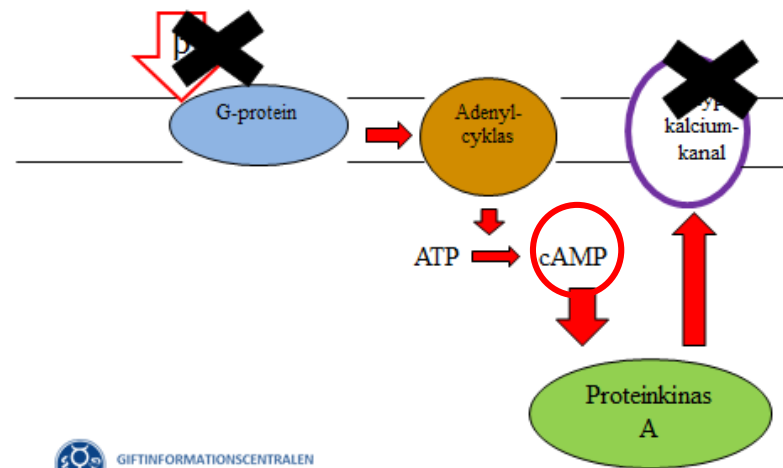 G-protein
Adenyl-
cyklas
kalcium-
kanal
ATP
cAMP
Proteinkinas
A
GIFTINFORMATIONSCENTRALEN